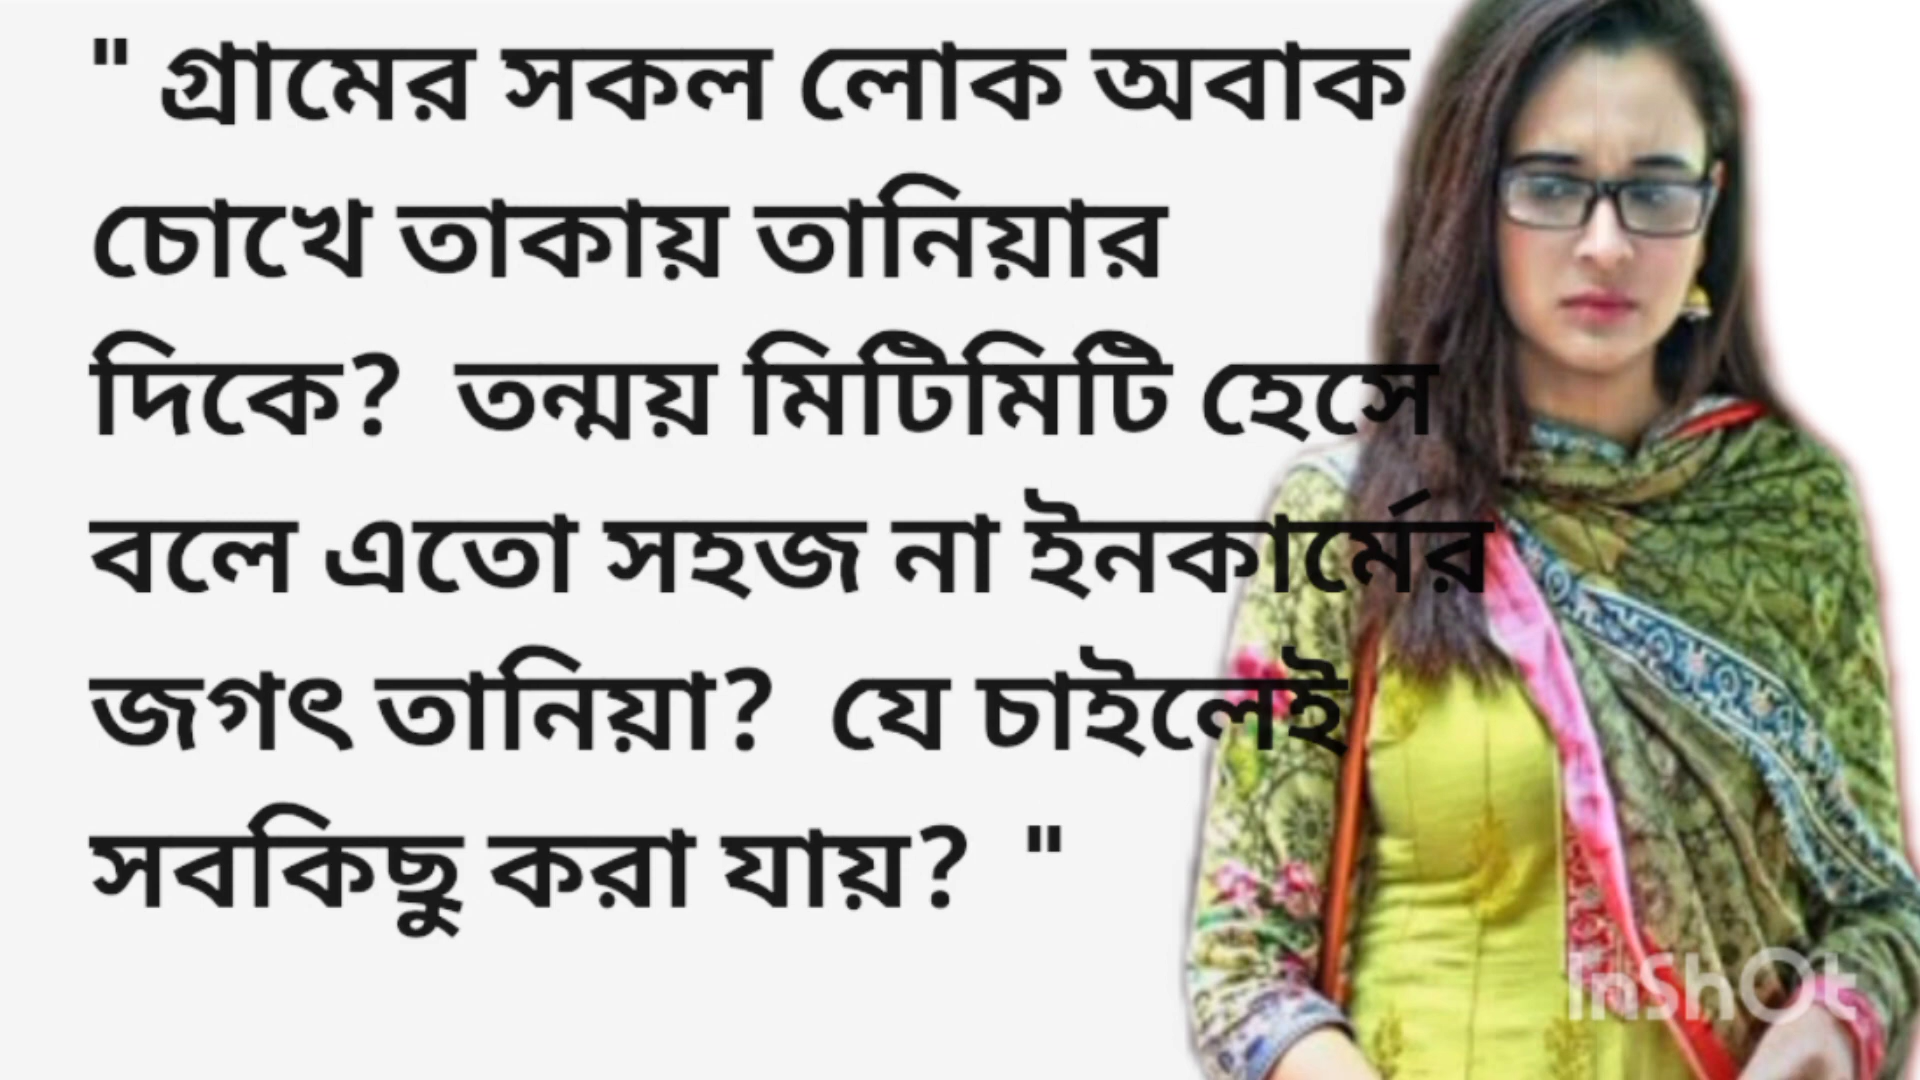 " গ্রামের সকল লোক অবাক
চোখে তাকায় তানিয়ার
দিকে?  তন্ময় মিটিমিটি হেসে
বলে এতো সহজ না ইনকার্মের
জগৎ তানিয়া?  যে চাইলেই
সবকিছু করা যায়?  "
InShOt